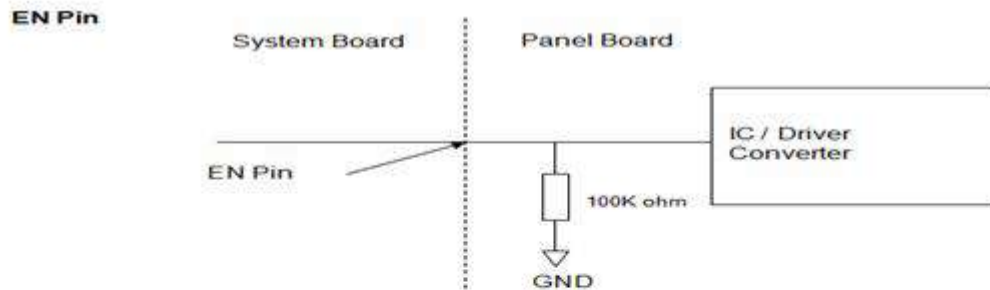 EN Pin
System Board
Panel Board
IC / Driver
Converter
EN Pin
100K ohm
GND